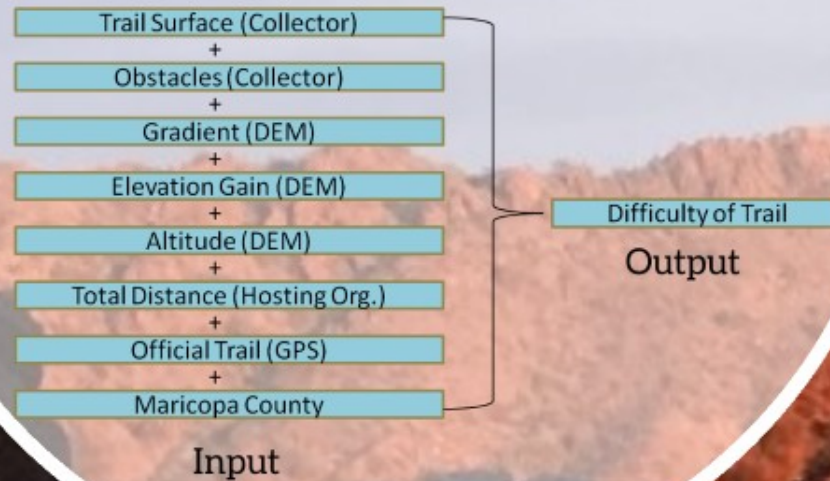 Trail Surface (Collector)
+
Obstacles (Collector)
+
Gradient (DEM)
+
Elevation Gain (DEM)
+
Altitude (DEM)
+
Total Distance (Hosting Org.)
+
Official Trail (GPS)
+
Maricopa County
Input
Difficulty of Trail
Output